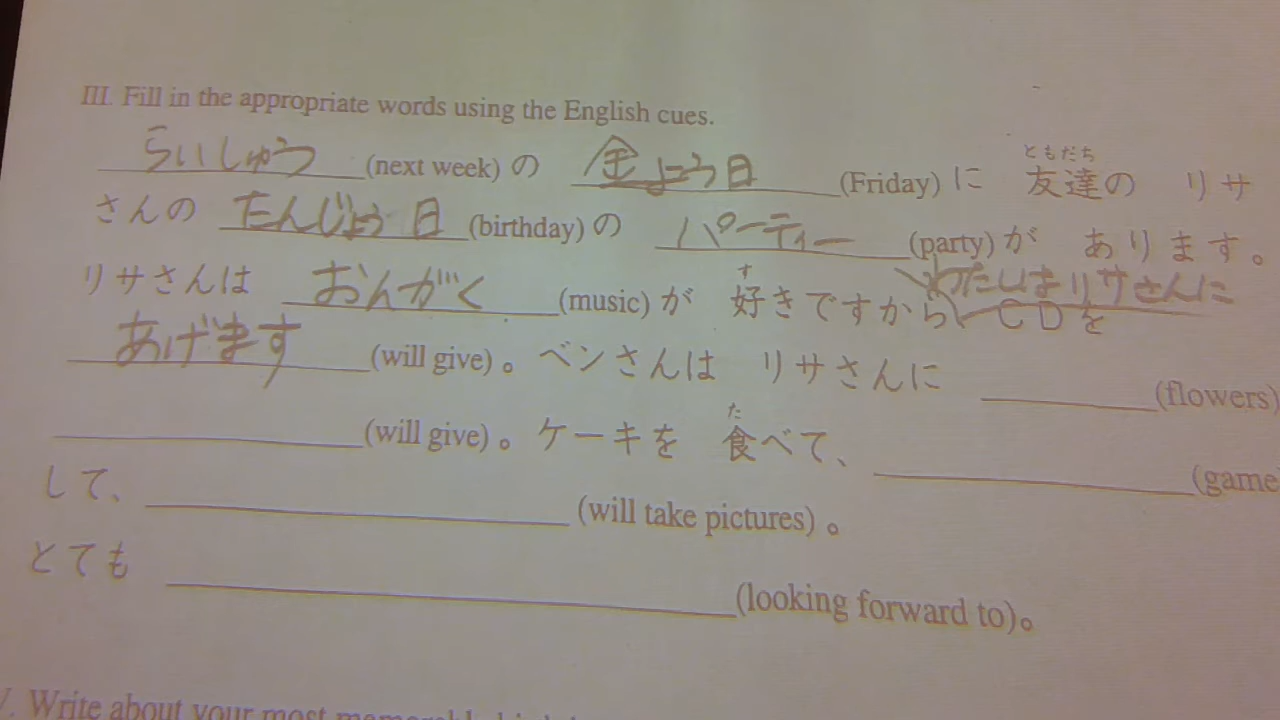 III. Fill in the appropriate words using the English cues.
らいしゅう (next week) の 金よう日 (Friday) に 友達の リサ
ともだち
さんの たんじょう日 (birthday) の パーティー (party) が あります。
リサさんは おんがく (music) が 好きですから わたしはリサさんに
す
CDを
あげます (will give) 。ベンさんは リサさんに (flowers)
(will give) 。ケーキを 食べて、 (game
た
して、 (will take pictures) 。
とても (looking forward to)。
. Write about your most